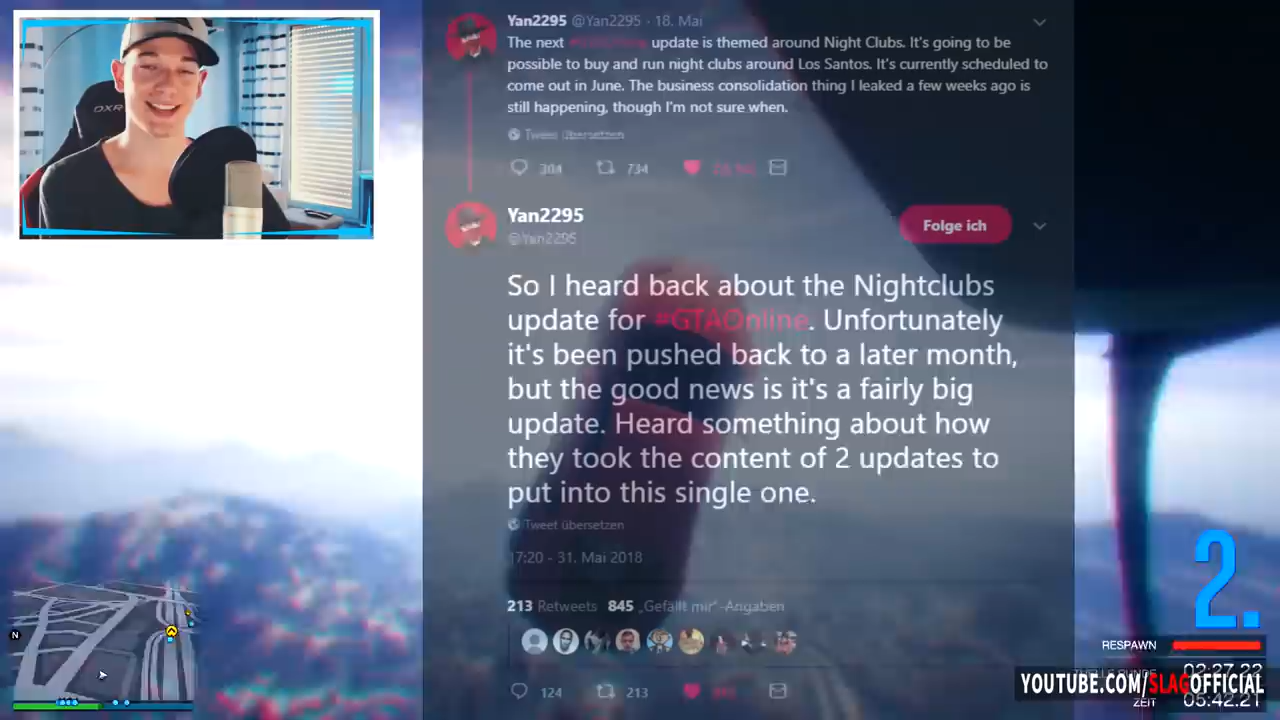 DXR
Yan2295 @Yan2295 · 18. Mai
The next update is themed around Night Clubs. It's going to be
possible to buy and run night clubs around Los Santos. It's currently scheduled to
come out in June. The business consolidation thing I leaked a few weeks ago is
still happening, though I'm not sure when.
Tweet übersetzen
304 734
Yan2295
@Yan2295
Folge ich
So I heard back about the Nightclubs
update for #GTAOnline. Unfortunately
it's been pushed back to a later month,
but the good news is it's a fairly big
update. Heard something about how
they took the content of 2 updates to
put into this single one.
Tweet übersetzen
17:20 - 31. Mai 2018
213 Retweets 845 „Gefällt mir“-Angaben
124 213
N
2.
RESPAWN
02:27.22
YOUTUBE.COM/SLAGOFFICIAL
ZEIT 05:42.21